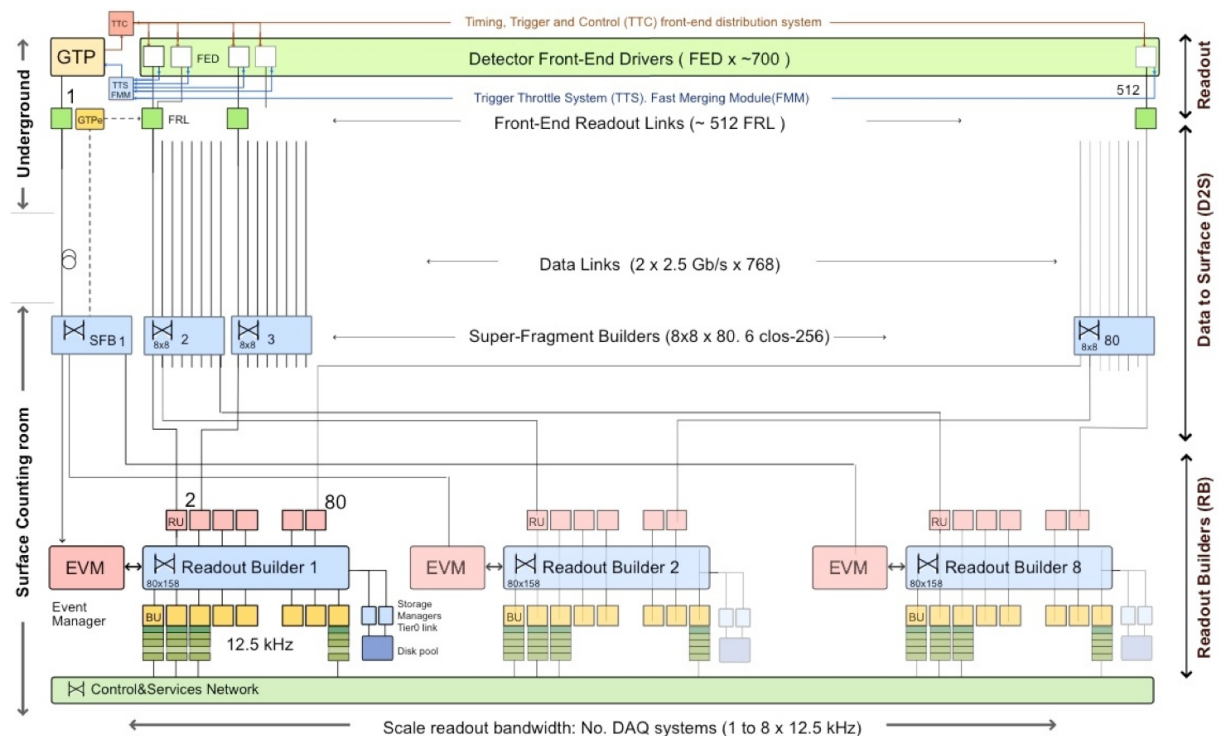 TTC
Timing, Trigger and Control (TTC) front-end distribution system
GTP
FED
Detector Front-End Drivers ( FED x ~700 )
TTS
FMM
1
Trigger Throttle System (TTS). Fast Merging Module(FMM)
512
GTPe
FRL
Front-End Readout Links (~ 512 FRL )
Underground
Readout
Data Links (2 x 2.5 Gb/s x 768)
Data to Surface (D2S)
SFB 1
8x8
2
8x8
3
Super-Fragment Builders (8x8 x 80. 6 clos-256)
8x8
80
Surface Counting room
2
80
RU
RU
RU
EVM
Readout Builder 1
80x158
EVM
Readout Builder 2
80x158
EVM
Readout Builder 8
80x158
Readout Builders (RB)
Event
Manager
BU
12.5 kHz
Storage
Managers
Tier0 link
Disk pool
BU
BU
Control&Services Network
Scale readout bandwidth: No. DAQ systems (1 to 8 x 12.5 kHz)